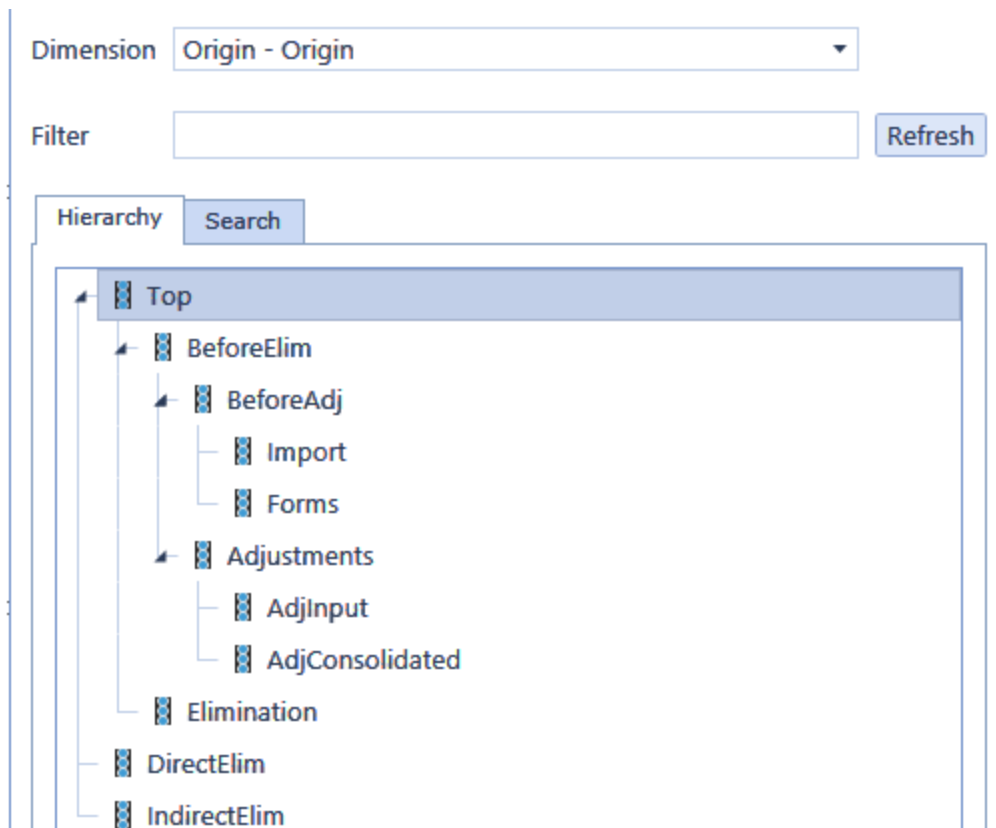 Dimension Origin - Origin
Filter Refresh
Hierarchy Search
Top
BeforeElim
BeforeAdj
Import
Forms
Adjustments
AdjInput
AdjConsolidated
Elimination
DirectElim
IndirectElim